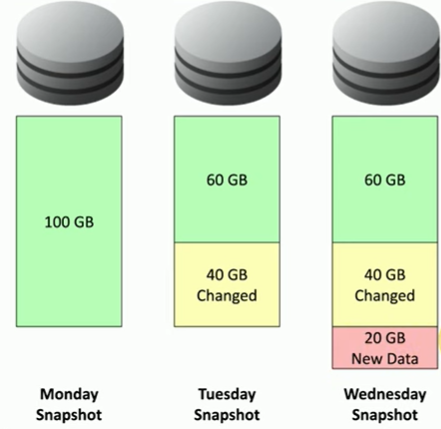 100 GB
60 GB
40 GB
Changed
60 GB
40 GB
Changed
20 GB
New Data
Monday
Snapshot
Tuesday
Snapshot
Wednesday
Snapshot